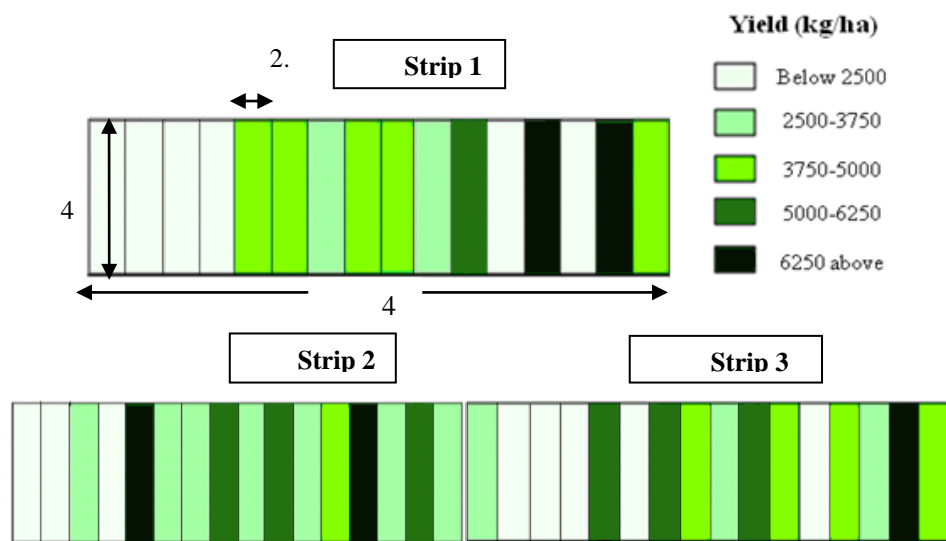 Yield (kg/ha)
2.
Strip 1
Below 2500
2500-3750
3750-5000
4
5000-6250
6250 above
4
Strip 2
Strip 3